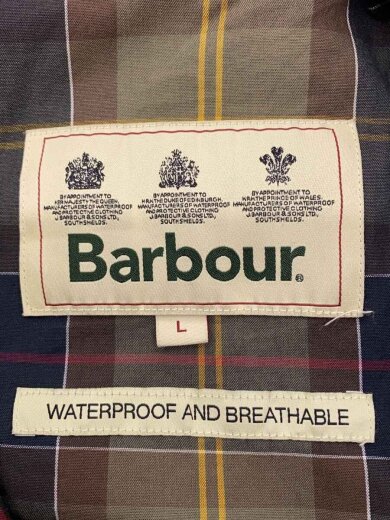 BY APPOINTMENT TO
HER MAJESTY THE QUEEN,
MANUFACTURERS OF WATERPROOF
AND PROTECTIVE CLOTHING
J. BARBOUR & SONS LTD.,
SOUTH SHIELDS.
BY APPOINTMENT TO
H.R.H. THE DUKE OF EDINBURGH,
MANUFACTURERS OF WATERPROOF
AND PROTECTIVE CLOTHING
J. BARBOUR & SONS LTD.,
SOUTH SHIELDS.
BY APPOINTMENT TO
H.R.H. THE PRINCE OF WALES,
MANUFACTURERS OF WATERPROOF
AND PROTECTIVE CLOTHING
J. BARBOUR & SONS LTD.,
SOUTH SHIELDS.
Barbour®
L
WATERPROOF AND BREATHABLE